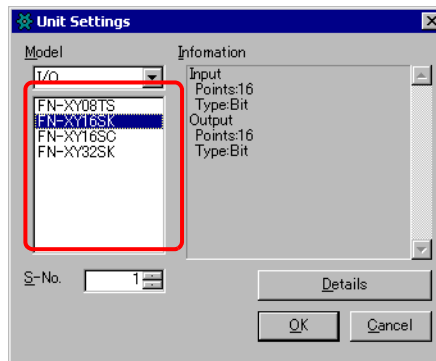 Unit Settings
Model
Infomation
I/O
Input
Points:16
Type:Bit
Output
Points:16
Type:Bit
FN-XY08TS
FN-XY16SK
FN-XY16SC
FN-XY32SK
S-No.
1
Details
OK
Cancel